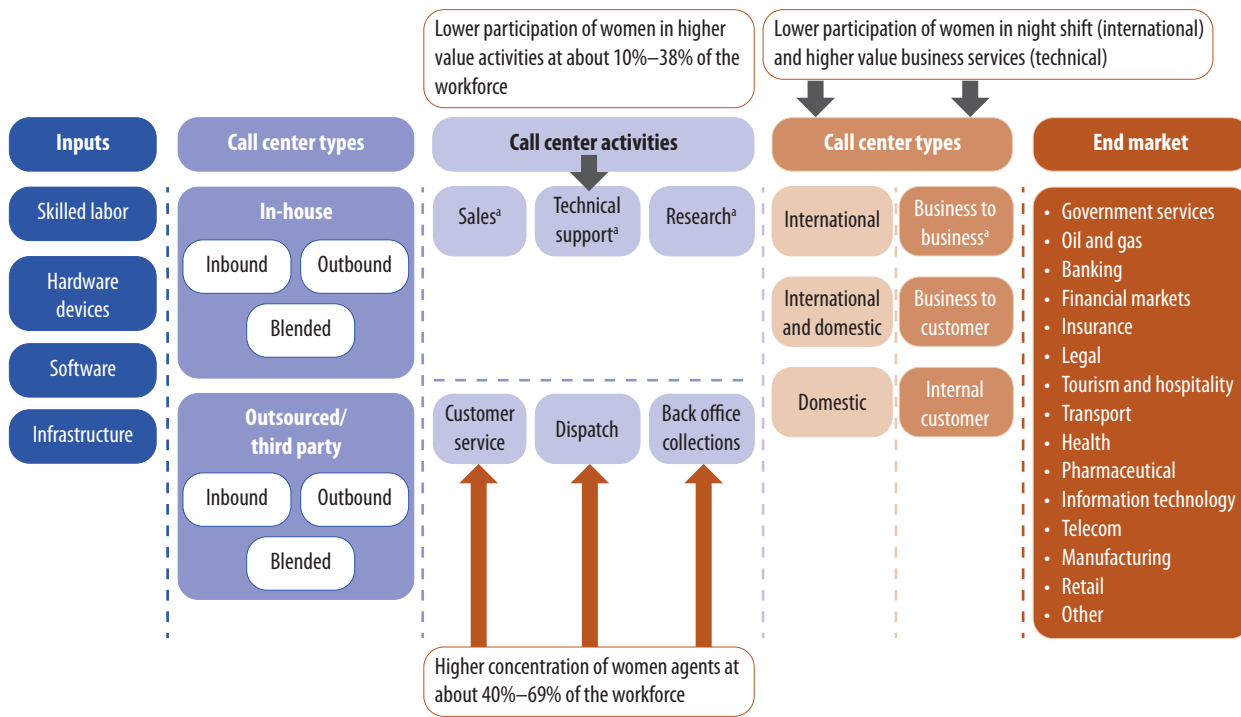 Lower participation of women in higher
value activities at about 10%–38% of the
workforce
Lower participation of women in night shift (international)
and higher value business services (technical)
Inputs
Call center types
Call center activities
Call center types
End market
Skilled labor
Hardware
devices
Software
Infrastructure
In-house
Inbound
Outbound
Blended
Outsourced/
third party
Inbound
Outbound
Blended
Salesᵃ
Technical
supportᵃ
Researchᵃ
Customer
service
Dispatch
Back office
collections
International
Business to
businessᵃ
International
and domestic
Business to
customer
Domestic
Internal
customer
• Government services
• Oil and gas
• Banking
• Financial markets
• Insurance
• Legal
• Tourism and hospitality
• Transport
• Health
• Pharmaceutical
• Information technology
• Telecom
• Manufacturing
• Retail
• Other
Higher concentration of women agents at
about 40%–69% of the workforce